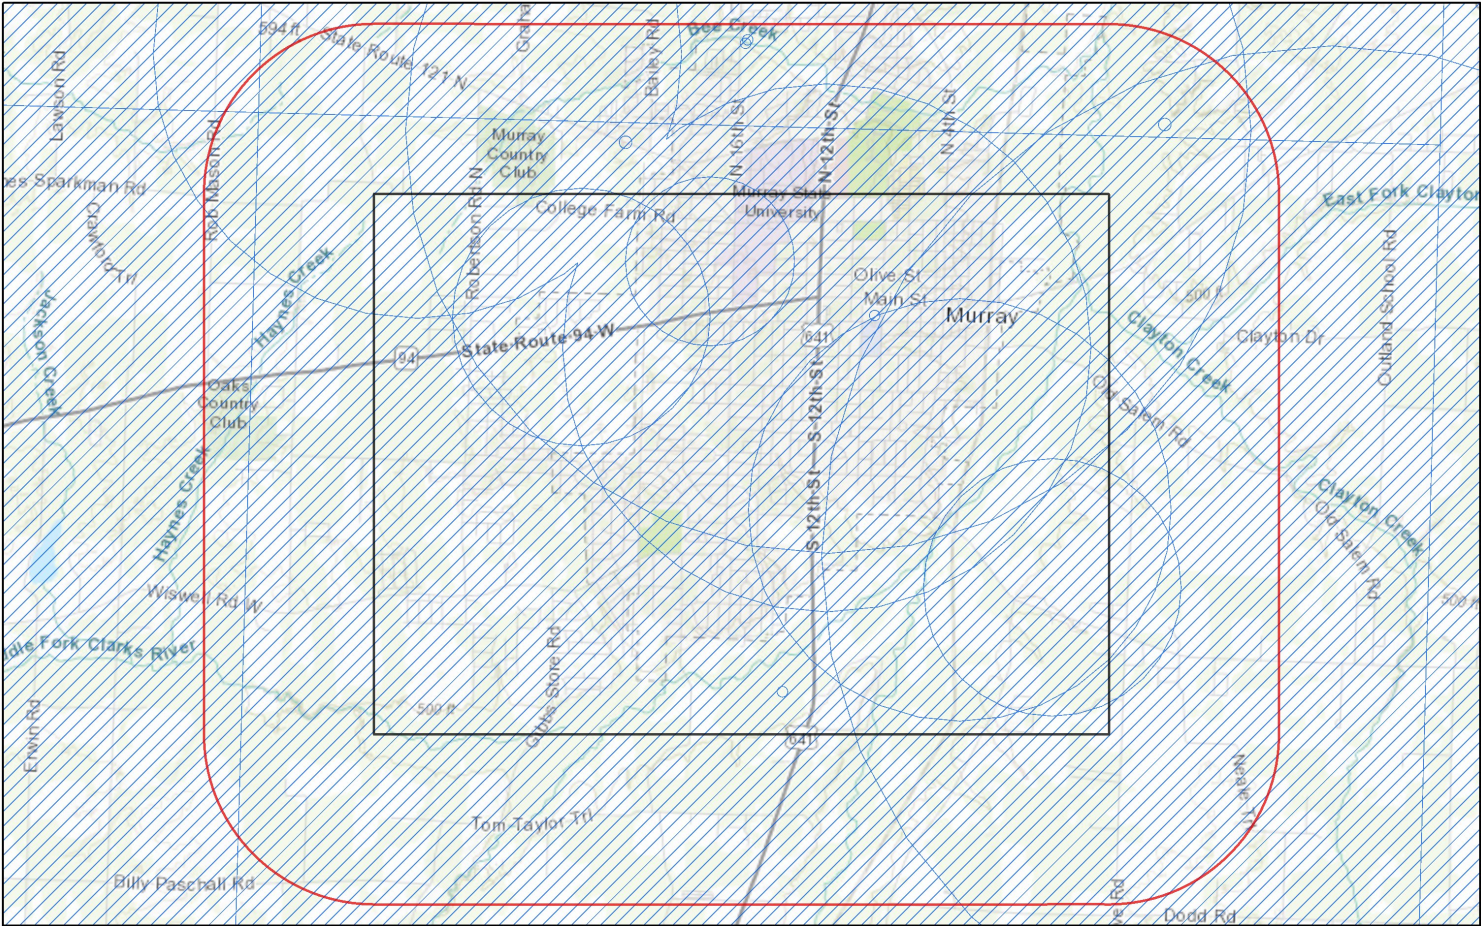 594 ft
State Route 121 N
Bailey Rd
Bee Creek
Lawson Rd
Murray
Country
Club
N 16th St
N-12th-St
N 4th St
Rob Mason Rd
Sparkman Rd
Crawford Trl
Robertson Rd N
College Farm Rd
Murray State
University
East Fork Clayton
Haynes Creek
Olive St
Main St
Murray
500 ft
Outland School Rd
Jackson Creek
State Route 94 W
94
641
Clayton Creek
Clayton Dr
Oaks
Country
Club
S-12th-St
Old Salem Rd
Haynes Creek
S-12th-St
Clayton Creek
Old Salem Rd
Wiswell Rd W
500 ft
dle Fork Clarks River
Gibbs Store Rd
Erwin Rd
500 ft
641
Neale Trl
Tom Taylor Trl
Billy Paschall Rd
ve Rd
Dodd Rd